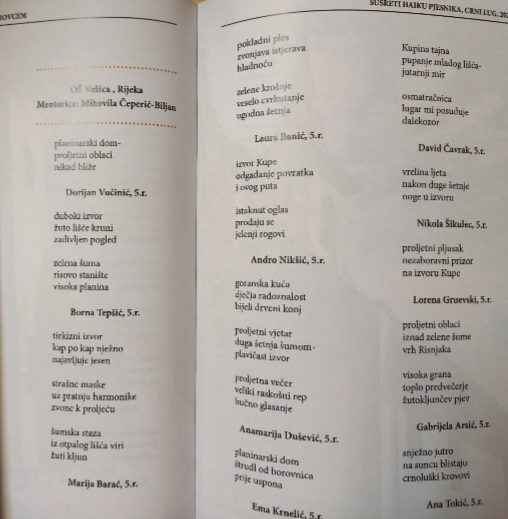 JOVCEM
OŠ Vežica, Rijeka
Mentorica: Mihovila Čeperić-Biljan
planinarski dom-
proljetni oblaci
nikad bliže
Dorijan Vučinić, 5.r.
duboki izvor
žuto lišće kruni
zadivljen pogled
zelena šuma
risovo stanište
visoka planina
Borna Tepšić, 5.r.
tirkizni izvor
kap po kap nježno
najavljuje jesen
strašne maske
uz pratnju harmonike
zvone k proljeću
šumska staza
iz otpalog lišća viri
žuti kljun
Marija Barać, 5.r.
pokladni ples
zvonjava istjerava
hladnoću
zelene krošnje
veselo cvrkutanje
ugodna šetnja
Laura Banić, 5.r.
izvor Kupe
odgađanje povratka
i ovog puta
istaknut oglas
prodaju se
jelenji rogovi
Andro Nikšić, 5.r.
goranska kuća
dječja radoznalost
bijeli drveni konj
proljetni vjetar
duga šetnja šumom-
plavičast izvor
proljetna večer
veliki raskošni rep
bučno glasanje
Anamarija Dušević, 5.r.
planinarski dom
štrudl od borovnica
prije uspona
Ema Krnelić, 5.r.
SUSRETI HAIKU PJESNIKA, CRNI LUG, 202
Kupina tajna
pupanje mladog lišća-
jutarnji mir
osmatračnica
lugar mi posuđuje
dalekozor
David Čavrak, 5.r.
vrelina ljeta
nakon duge šetnje
noge u izvoru
Nikola Šikulec, 5.r.
proljetni pljusak
nezaboravni prizor
na izvoru Kupe
Lorena Gruevski, 5.r.
proljetni oblaci
iznad zelene šume
vrh Risnjaka
visoka grana
toplo predvečerje
žutokljunčev pjev
Gabrijela Arsić, 5.r.
snježno jutro
na suncu blistaju
crnoluški krovovi
Ana Tokić, 5.r.